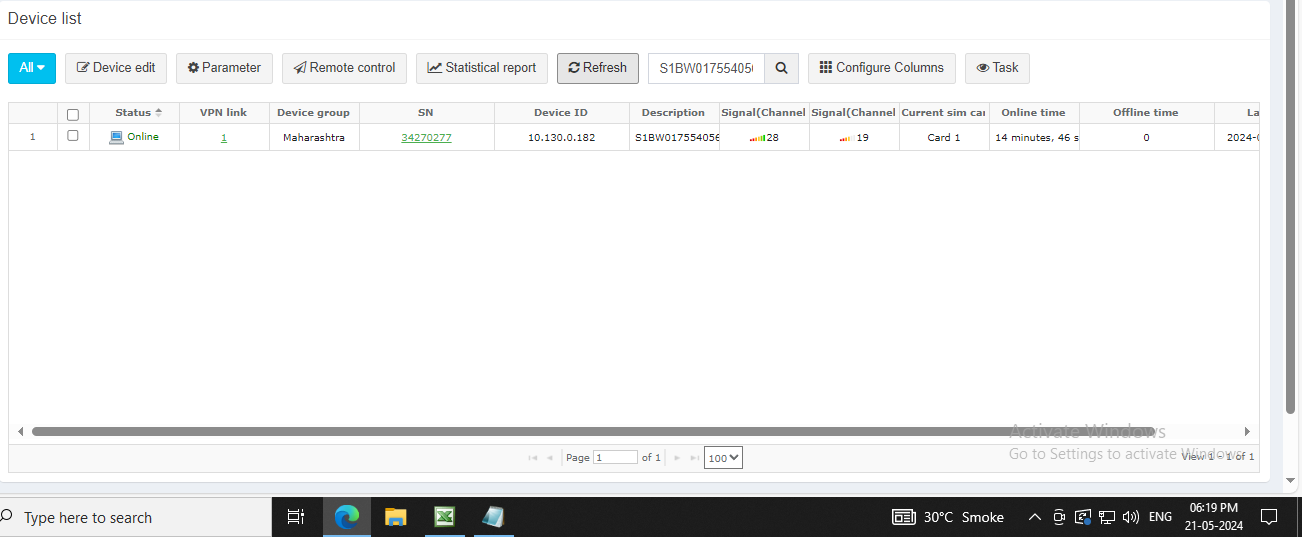 Device list
All Device edit Parameter Remote control Statistical report Refresh S1BW01755405 Configure Columns Task
Status VPN link Device group SN Device ID Description Signal(Channel Signal(Channel Current sim car Online time Offline time La
1 Online 1 Maharashtra 34270277 10.130.0.182 S1BW017554056 28 19 Card 1 14 minutes, 46 s 0 2024-0
Activate Windows
Page 1 of 1 100 View 1 - 1 of 1
Go to Settings to activate Windows.
Type here to search 30°C Smoke ENG 06:19 PM
21-05-2024